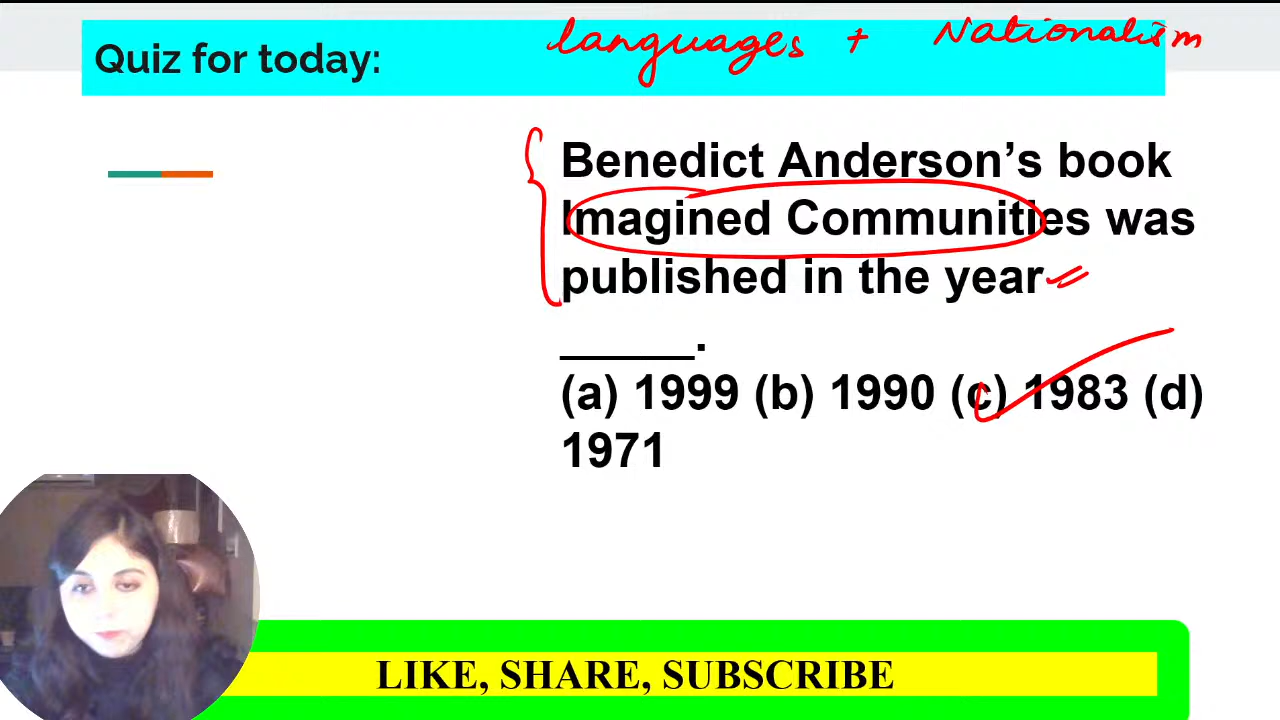 languages + Nationalism
Quiz for today:
Benedict Anderson’s book
Imagined Communities was
published in the year
_____.
(a) 1999 (b) 1990 (c) 1983 (d)
1971
LIKE, SHARE, SUBSCRIBE